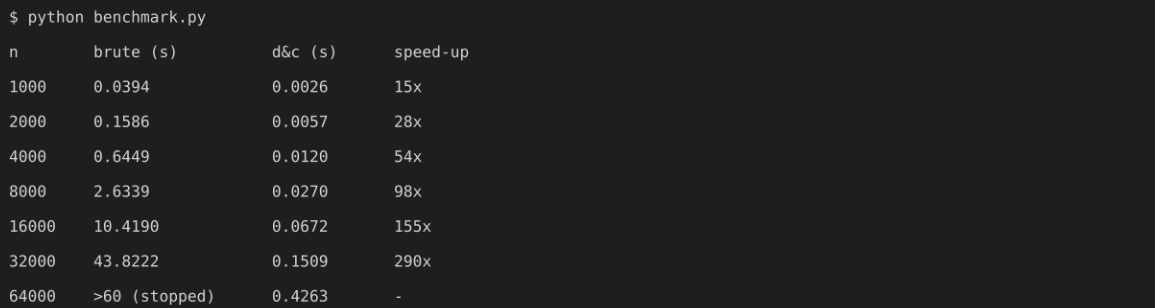 $ python benchmark.py
n brute (s) d&c (s) speed-up
1000 0.0394 0.0026 15x
2000 0.1586 0.0057 28x
4000 0.6449 0.0120 54x
8000 2.6339 0.0270 98x
16000 10.4190 0.0672 155x
32000 43.8222 0.1509 290x
64000 >60 (stopped) 0.4263 -